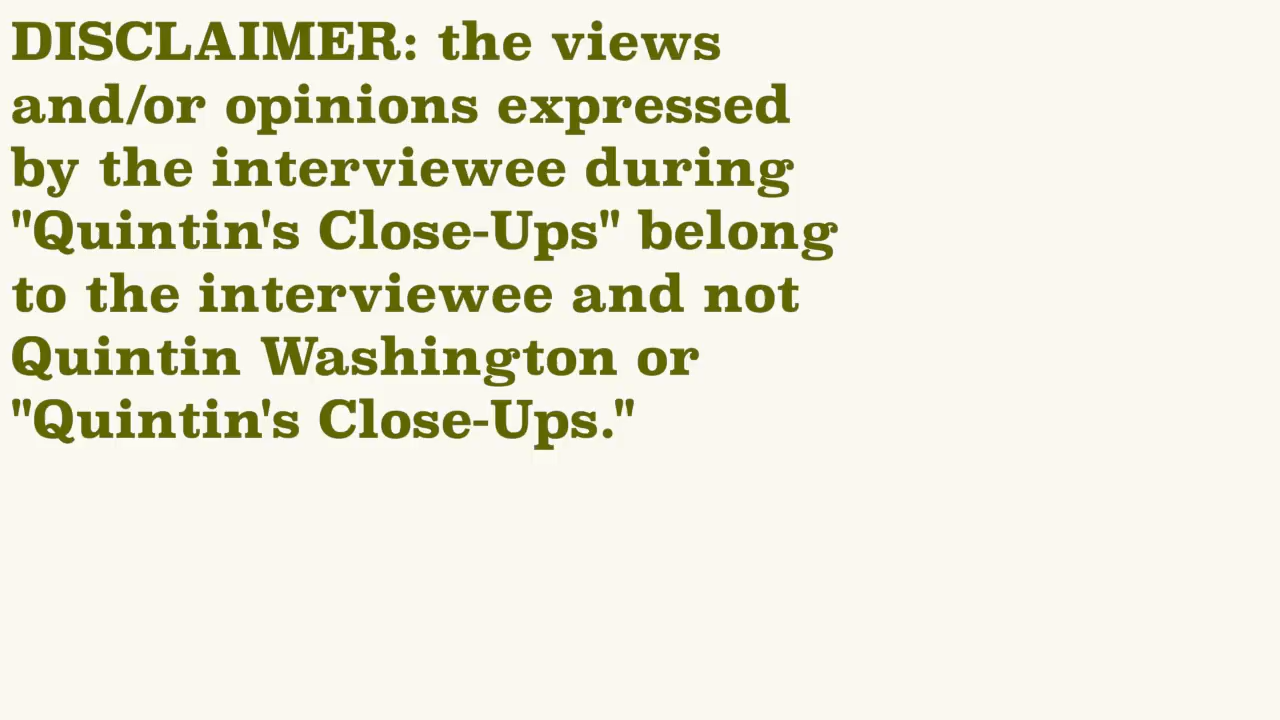 DISCLAIMER: the views
and/or opinions expressed
by the interviewee during
"Quintin's Close-Ups" belong
to the interviewee and not
Quintin Washington or
"Quintin's Close-Ups."